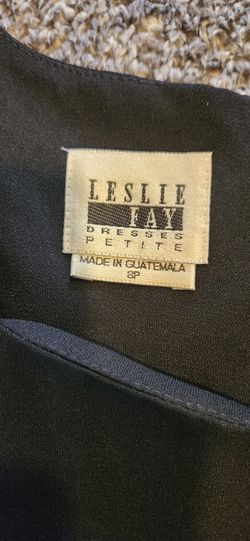 LESLIE
FAY
DRESSES
PETITE
MADE IN GUATEMALA
8P